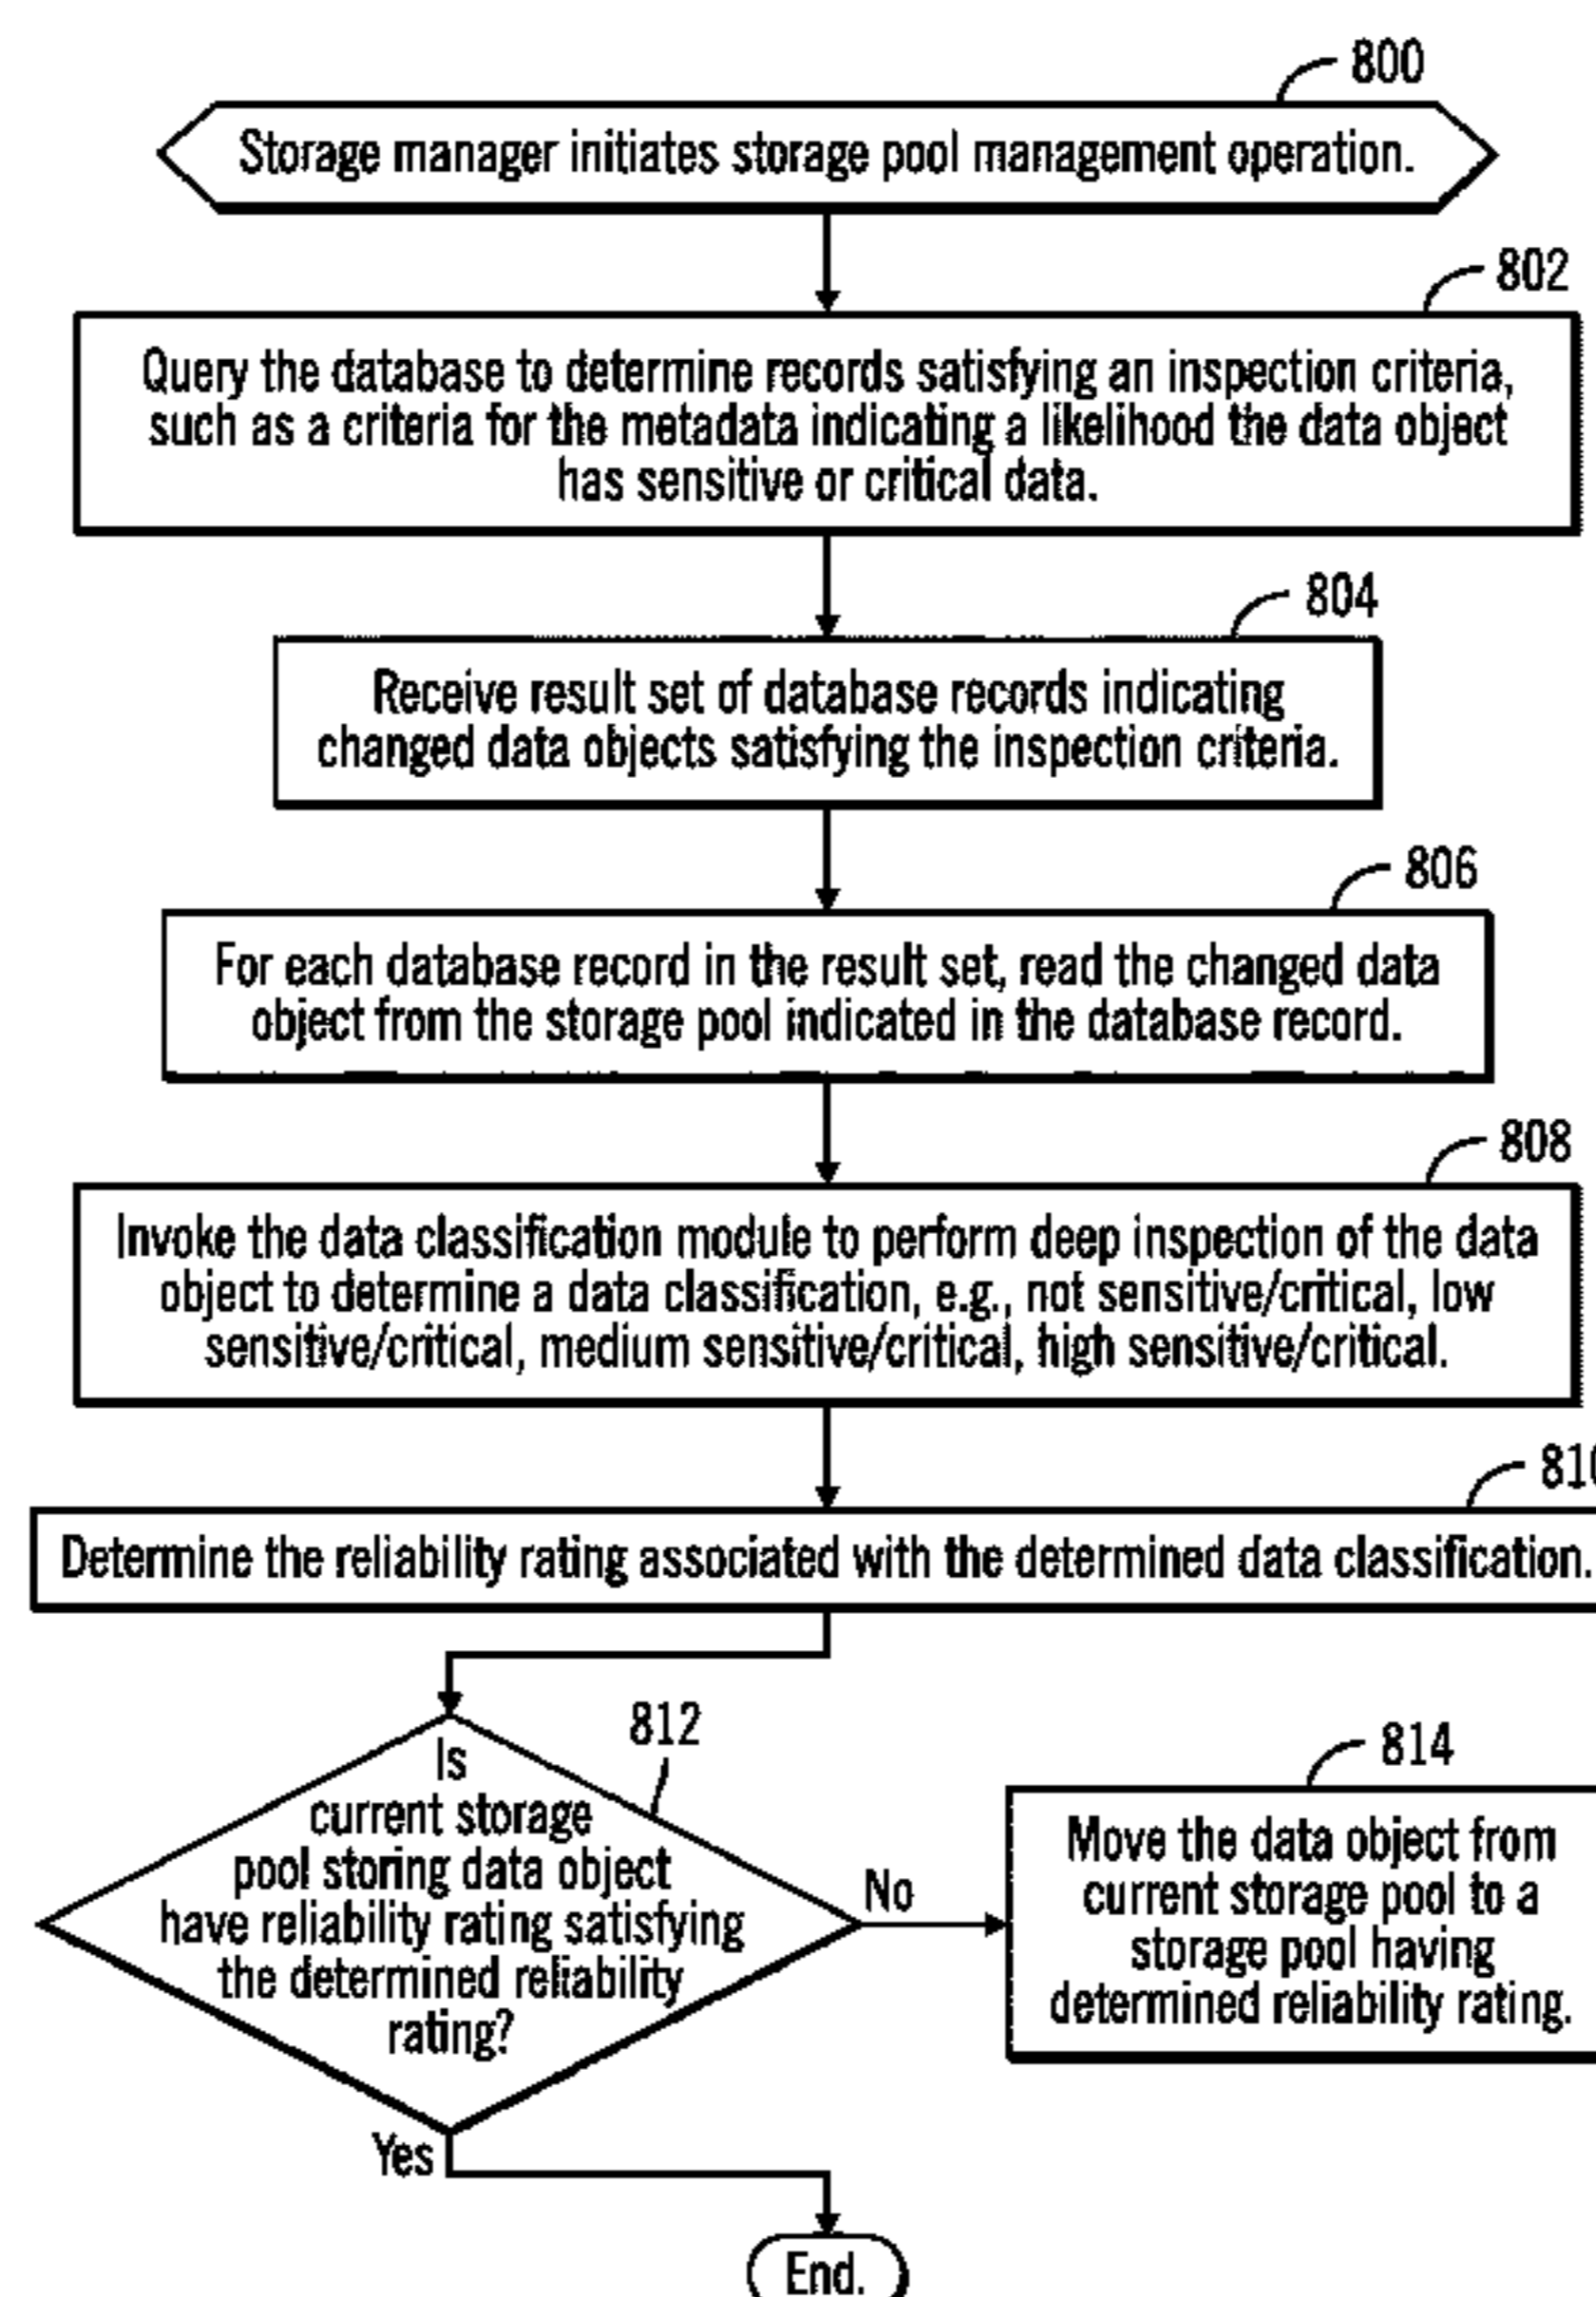 800
Storage manager initiates storage pool management operation.
802
Query the database to determine records satisfying an inspection criteria,
such as a criteria for the metadata indicating a likelihood the data object
has sensitive or critical data.
804
Receive result set of database records indicating
changed data objects satisfying the inspection criteria.
806
For each database record in the result set, read the changed data
object from the storage pool indicated in the database record.
808
Invoke the data classification module to perform deep inspection of the data
object to determine a data classification, e.g., not sensitive/critical, low
sensitive/critical, medium sensitive/critical, high sensitive/critical.
810
Determine the reliability rating associated with the determined data classification.
812
Is
current storage
pool storing data object
have reliability rating satisfying
the determined reliability
rating?
No
814
Move the data object from
current storage pool to a
storage pool having
determined reliability rating.
Yes
End.